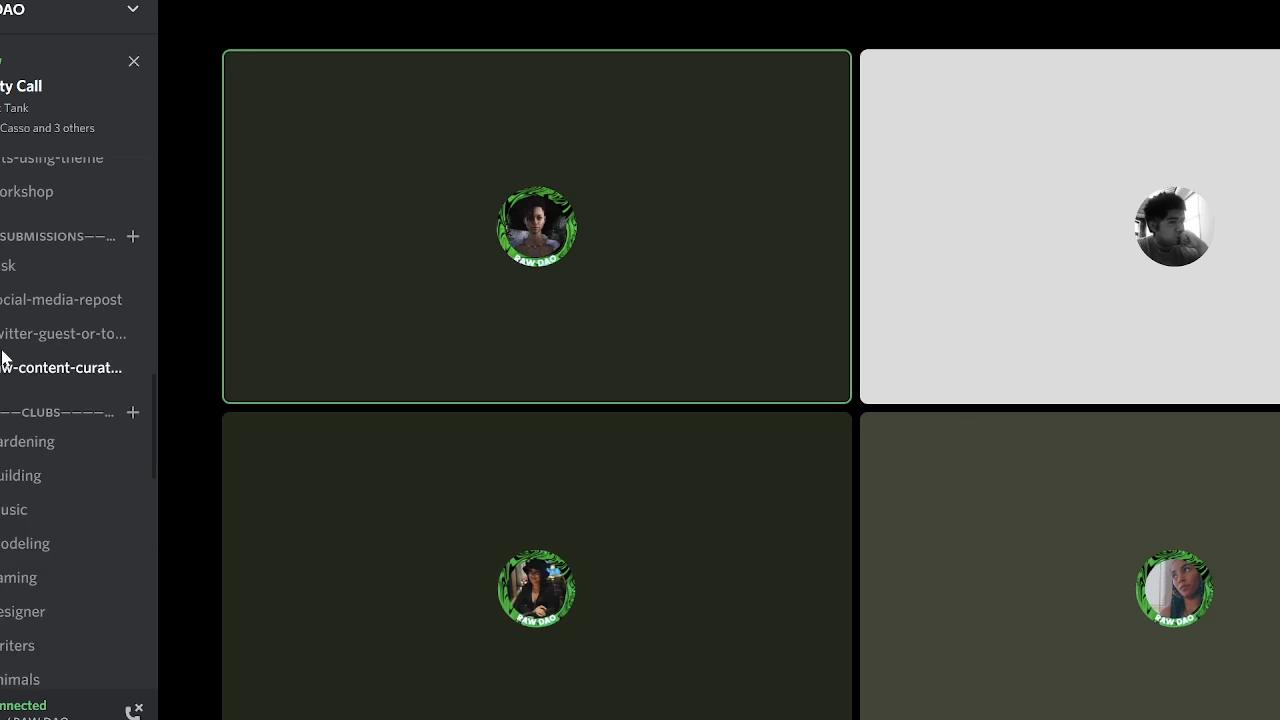 DAO
ty Call
t Tank
Casso and 3 others
ts-using-theme
orkshop
SUBMISSIONS——...
sk
ocial-media-repost
witter-guest-or-to...
w-content-curat...
——CLUBS————...
ardening
uilding
usic
odeling
aming
esigner
riters
nimals
nnected
/ RAW DAO
RAW DAO
RAW DAO
RAW DAO